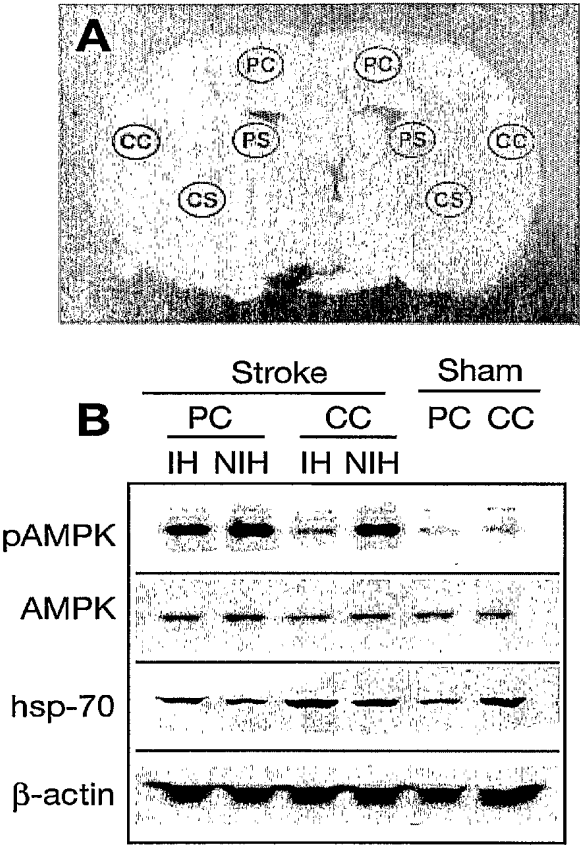 A
PC PC
CC PS PS CC
CS CS
Stroke Sham
B PC CC PC CC
IH NIH IH NIH
pAMPK
AMPK
hsp-70
β-actin